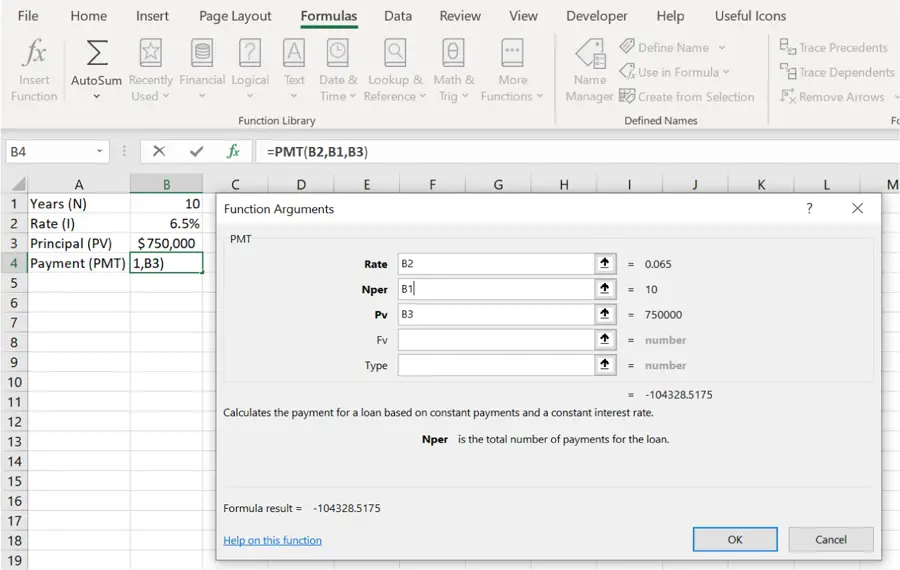 File Home Insert Page Layout Formulas Data Review View Developer Help Useful Icons
fx Σ ? A θ
Insert Function AutoSum Recently Used Financial Logical Text Date & Time Lookup & Reference Math & Trig More Functions Name Manager
Define Name
Use in Formula
Create from Selection
Trace Precedents
Trace Dependents
Remove Arrows
Function Library Defined Names Fo
B4 fx =PMT(B2,B1,B3)
A B C D E F G H I J K L M
1 Years (N) 10
2 Rate (I) 6.5%
3 Principal (PV) $750,000
4 Payment (PMT) 1,B3)
5
6
7
8
9
10
11
12
13
14
15
16
17
18
19
Function Arguments ?
PMT
Rate B2 = 0.065
Nper B1 = 10
Pv B3 = 750000
Fv = number
Type = number
= -104328.5175
Calculates the payment for a loan based on constant payments and a constant interest rate.
Nper is the total number of payments for the loan.
Formula result = -104328.5175
Help on this function OK Cancel